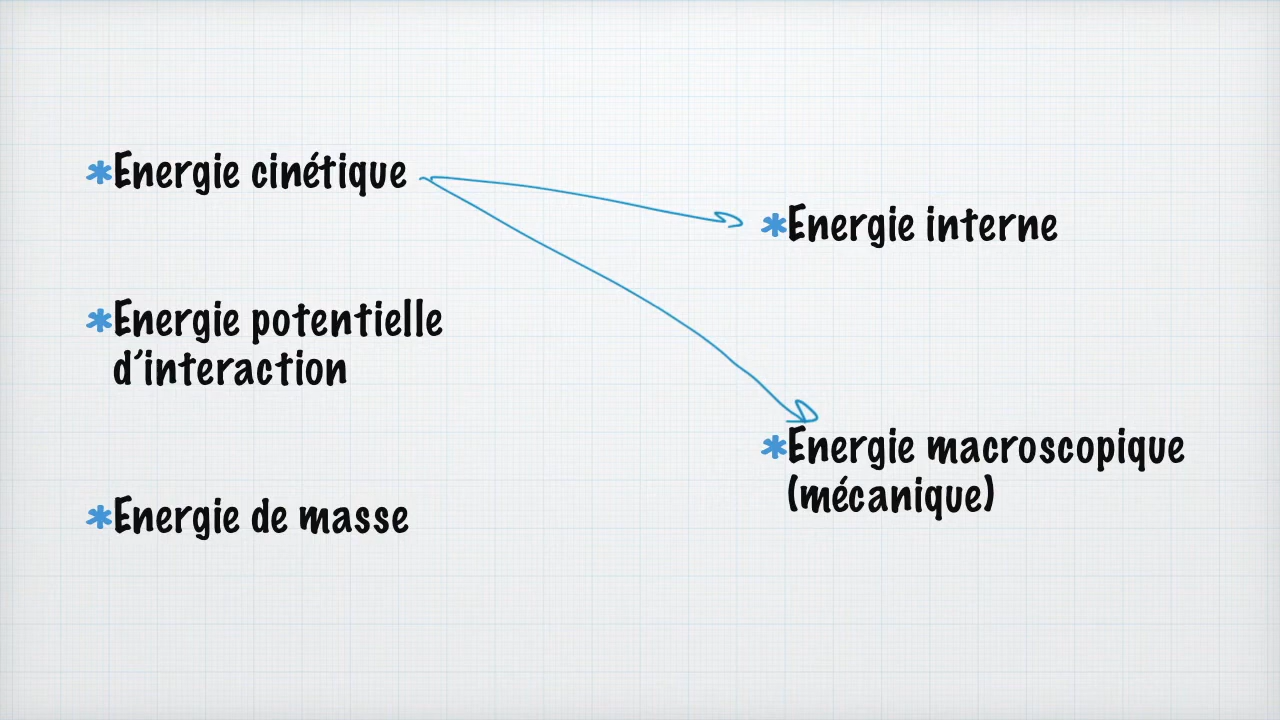 *Energie cinétique
*Energie potentielle
d'interaction
*Energie de masse
*Energie interne
*Energie macroscopique
(mécanique)